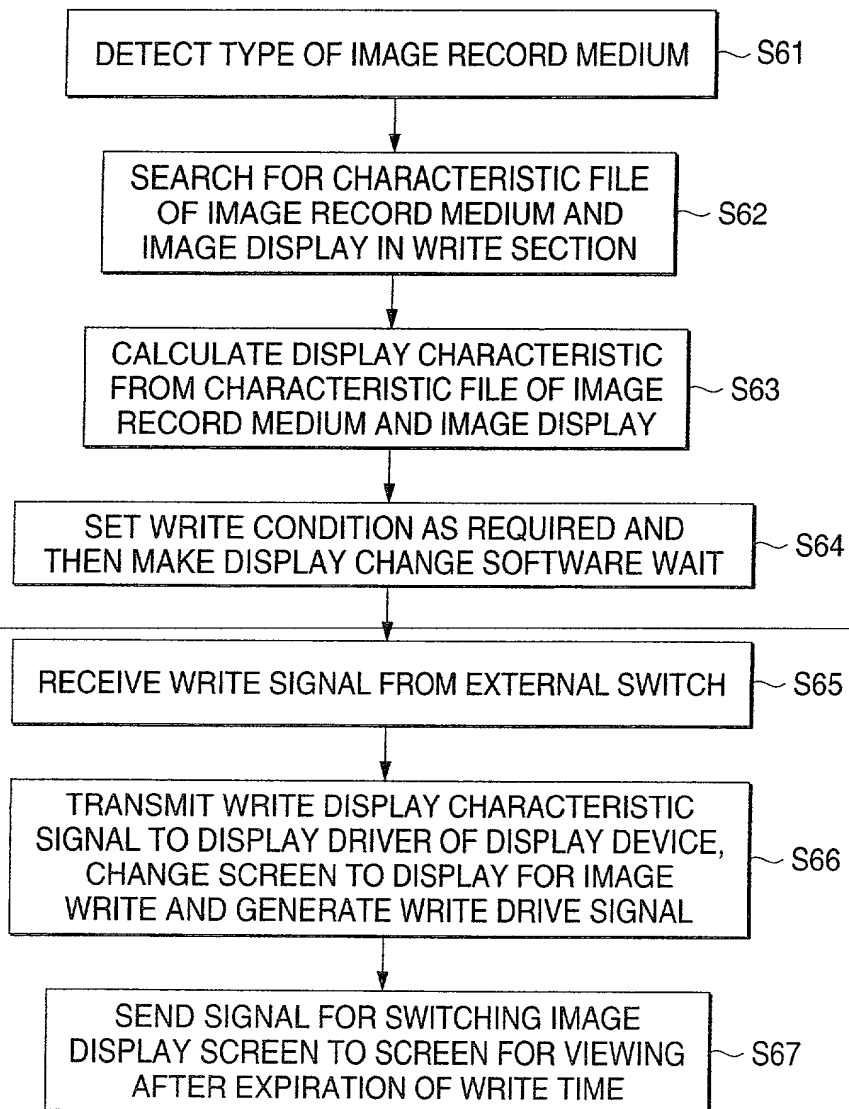 DETECT TYPE OF IMAGE RECORD MEDIUM
S61
SEARCH FOR CHARACTERISTIC FILE
OF IMAGE RECORD MEDIUM AND
IMAGE DISPLAY IN WRITE SECTION
S62
CALCULATE DISPLAY CHARACTERISTIC
FROM CHARACTERISTIC FILE OF IMAGE
RECORD MEDIUM AND IMAGE DISPLAY
S63
SET WRITE CONDITION AS REQUIRED AND
THEN MAKE DISPLAY CHANGE SOFTWARE WAIT
S64
RECEIVE WRITE SIGNAL FROM EXTERNAL SWITCH
S65
TRANSMIT WRITE DISPLAY CHARACTERISTIC
SIGNAL TO DISPLAY DRIVER OF DISPLAY DEVICE,
CHANGE SCREEN TO DISPLAY FOR IMAGE
WRITE AND GENERATE WRITE DRIVE SIGNAL
S66
SEND SIGNAL FOR SWITCHING IMAGE
DISPLAY SCREEN TO SCREEN FOR VIEWING
AFTER EXPIRATION OF WRITE TIME
S67